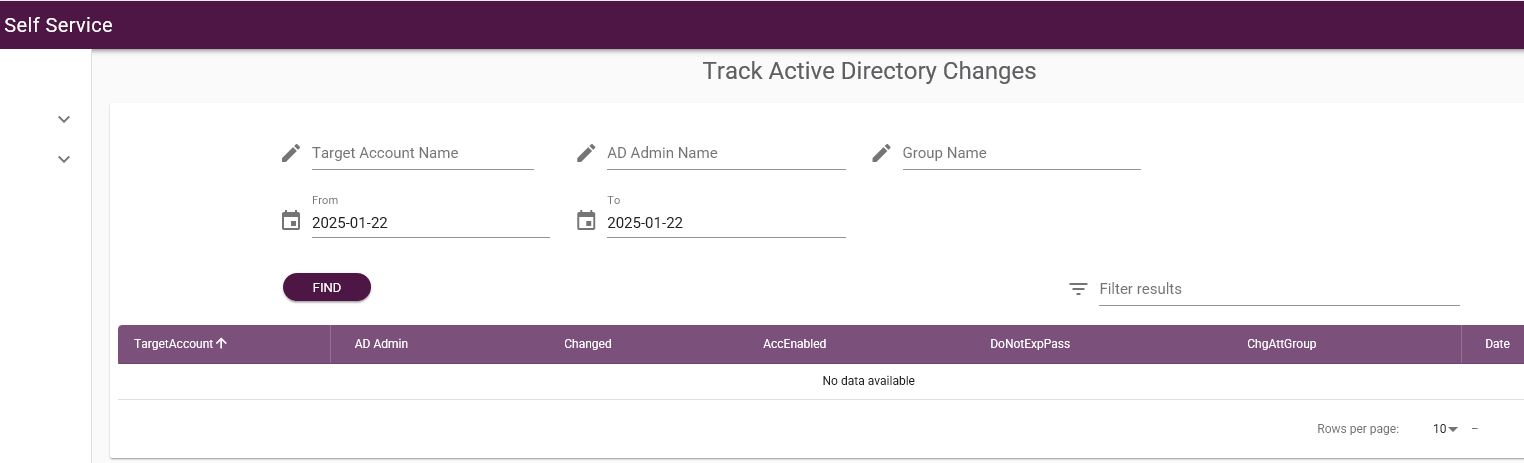 Self Service
Track Active Directory Changes
Target Account Name AD Admin Name Group Name
From To
2025-01-22 2025-01-22
FIND Filter results
TargetAccount AD Admin Changed AccEnabled DoNotExpPass ChgAttGroup Date
No data available
Rows per page: 10 –